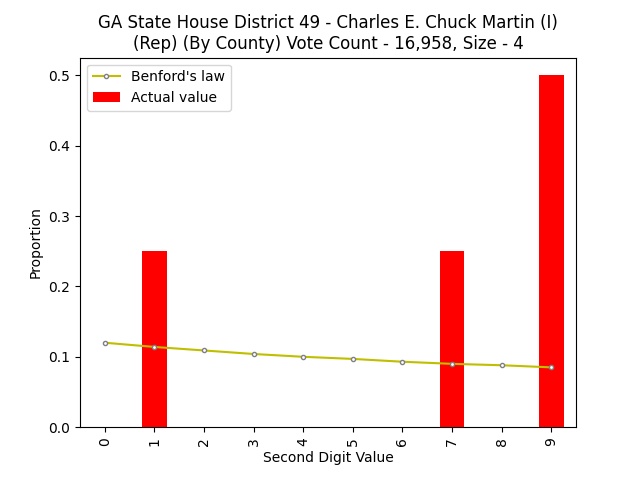 GA State House District 49 - Charles E. Chuck Martin (I)
(Rep) (By County) Vote Count - 16,958, Size - 4
Benford's law
Actual value
Proportion
0.5
0.4
0.3
0.2
0.1
0.0
0 1 2 3 4 5 6 7 8 9
Second Digit Value